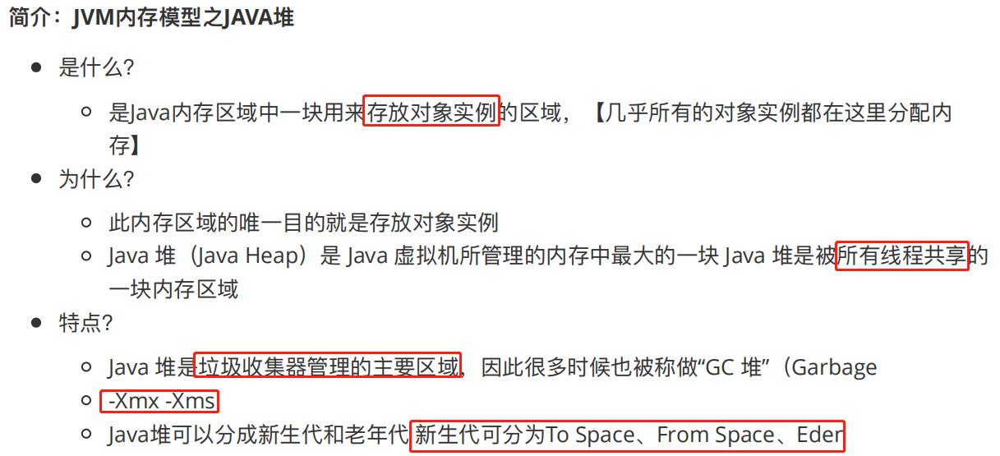 简介：JVM内存模型之JAVA堆
是什么?
是Java内存区域中一块用来存放对象实例的区域，【几乎所有的对象实例都在这里分配内
存】
为什么?
此内存区域的唯一目的就是存放对象实例
Java 堆（Java Heap）是 Java 虚拟机所管理的内存中最大的一块 Java 堆是被所有线程共享的
一块内存区域
特点?
Java 堆是垃圾收集器管理的主要区域，因此很多时候也被称做“GC 堆”（Garbage
-Xmx -Xms
Java堆可以分成新生代和老年代 新生代可分为To Space、From Space、Eden